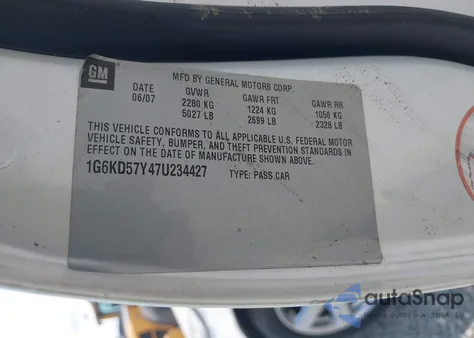 GM
MFD BY GENERAL MOTORS CORP.
DATE GVWR GAWR FRT GAWR RR
06/07 2280 KG 1224 KG 1056 KG
5027 LB 2699 LB 2328 LB
THIS VEHICLE CONFORMS TO ALL APPLICABLE U.S. FEDERAL MOTOR
VEHICLE SAFETY, BUMPER, AND THEFT PREVENTION STANDARDS IN
EFFECT ON THE DATE OF MANUFACTURE SHOWN ABOVE.
1G6KD57Y47U234427 TYPE: PASS CAR
autoSnap